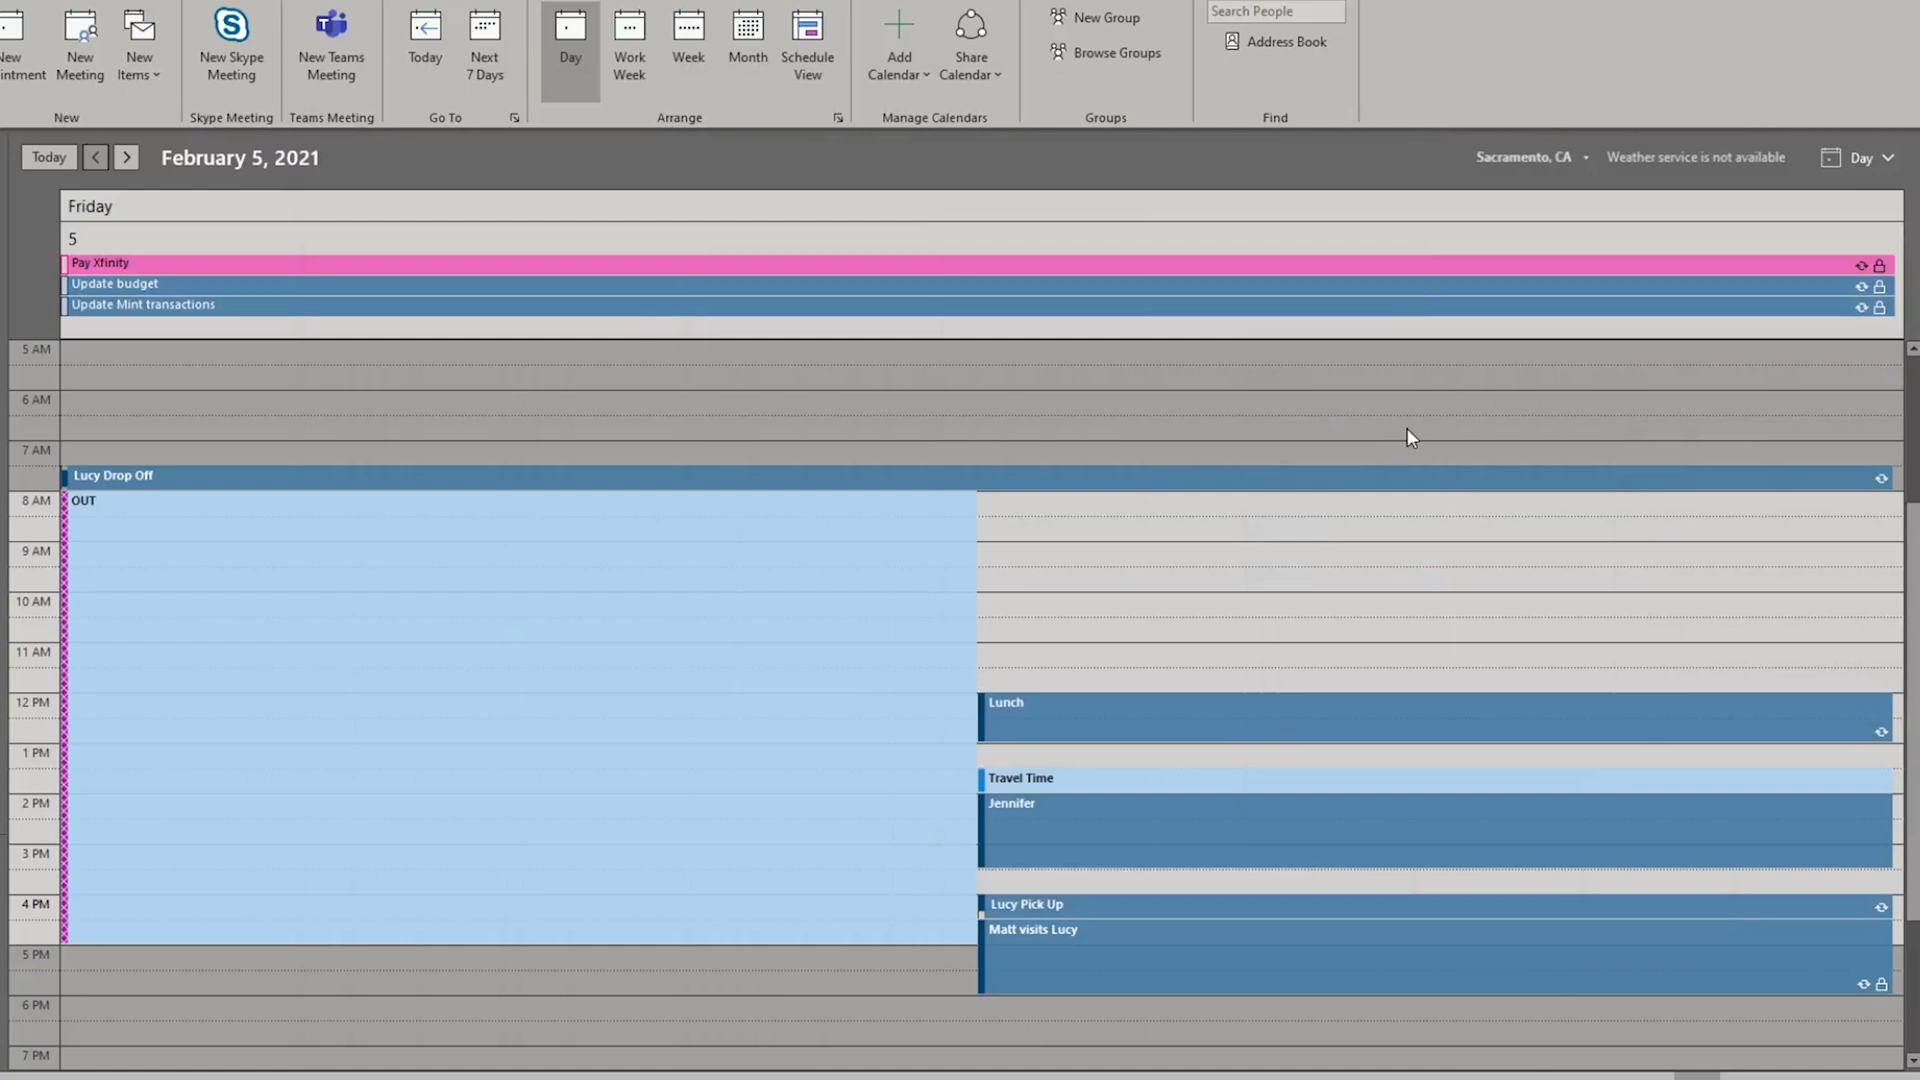 New
intment
New
Meeting
New
Items
New
New Skype
Meeting
Skype Meeting
New Teams
Meeting
Teams Meeting
Today
Next
7 Days
Go To
Day
Work
Week
Week
Month
Schedule
View
Arrange
Add
Calendar
Share
Calendar
Manage Calendars
New Group
Browse Groups
Groups
Search People
Address Book
Find
Today
February 5, 2021
Sacramento, CA
Weather service is not available
Day
Friday
5
Pay Xfinity
Update budget
Update Mint transactions
5 AM
6 AM
7 AM
Lucy Drop Off
8 AM
OUT
9 AM
10 AM
11 AM
12 PM
Lunch
1 PM
Travel Time
2 PM
Jennifer
3 PM
4 PM
Lucy Pick Up
Matt visits Lucy
5 PM
6 PM
7 PM